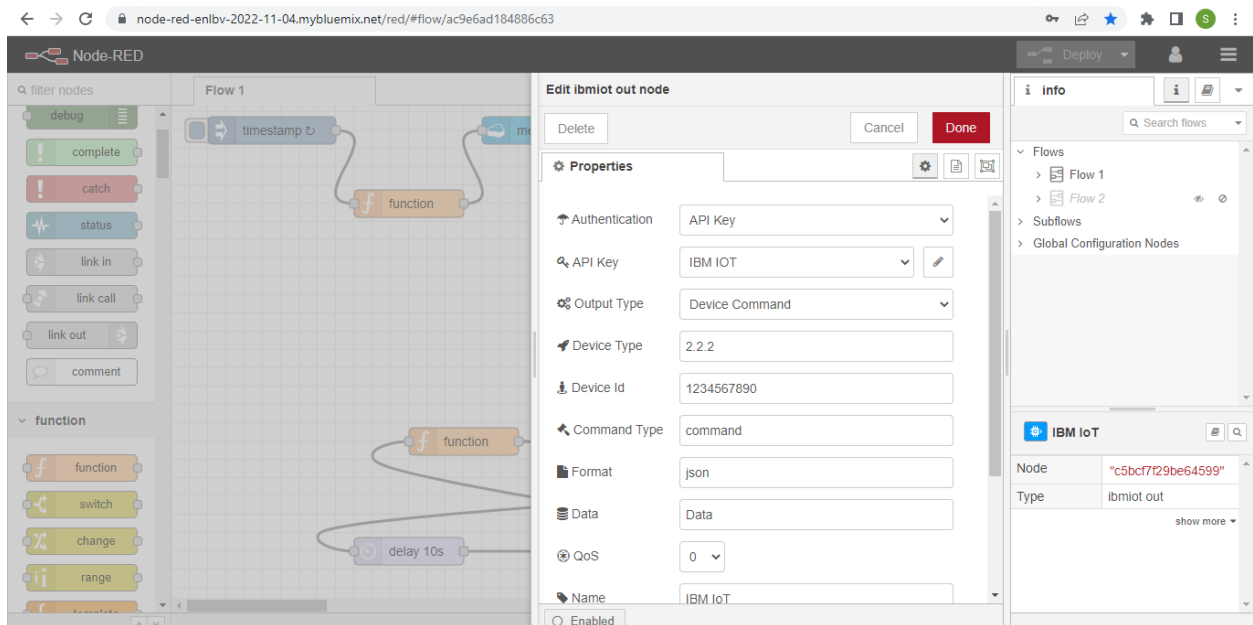 node-red-enlbv-2022-11-04.mybluemix.net/red/#flow/ac9e6ad184886c63
S
Node-RED
Deploy
filter nodes
debug
complete
catch
status
link in
link call
link out
comment
function
function
switch
change
range
template
Flow 1
timestamp ↻
function
function
delay 10s
Edit ibmiot out node
Delete
Cancel
Done
Properties
Authentication
API Key
API Key
IBM IOT
Output Type
Device Command
Device Type
2.2.2
Device Id
1234567890
Command Type
command
Format
json
Data
Data
QoS
0
Name
IBM IoT
Enabled
i info
i
Search flows
Flows
Flow 1
Flow 2
Subflows
Global Configuration Nodes
IBM IoT
Node
"c5bcf7f29be64599"
Type
ibmiot out
show more